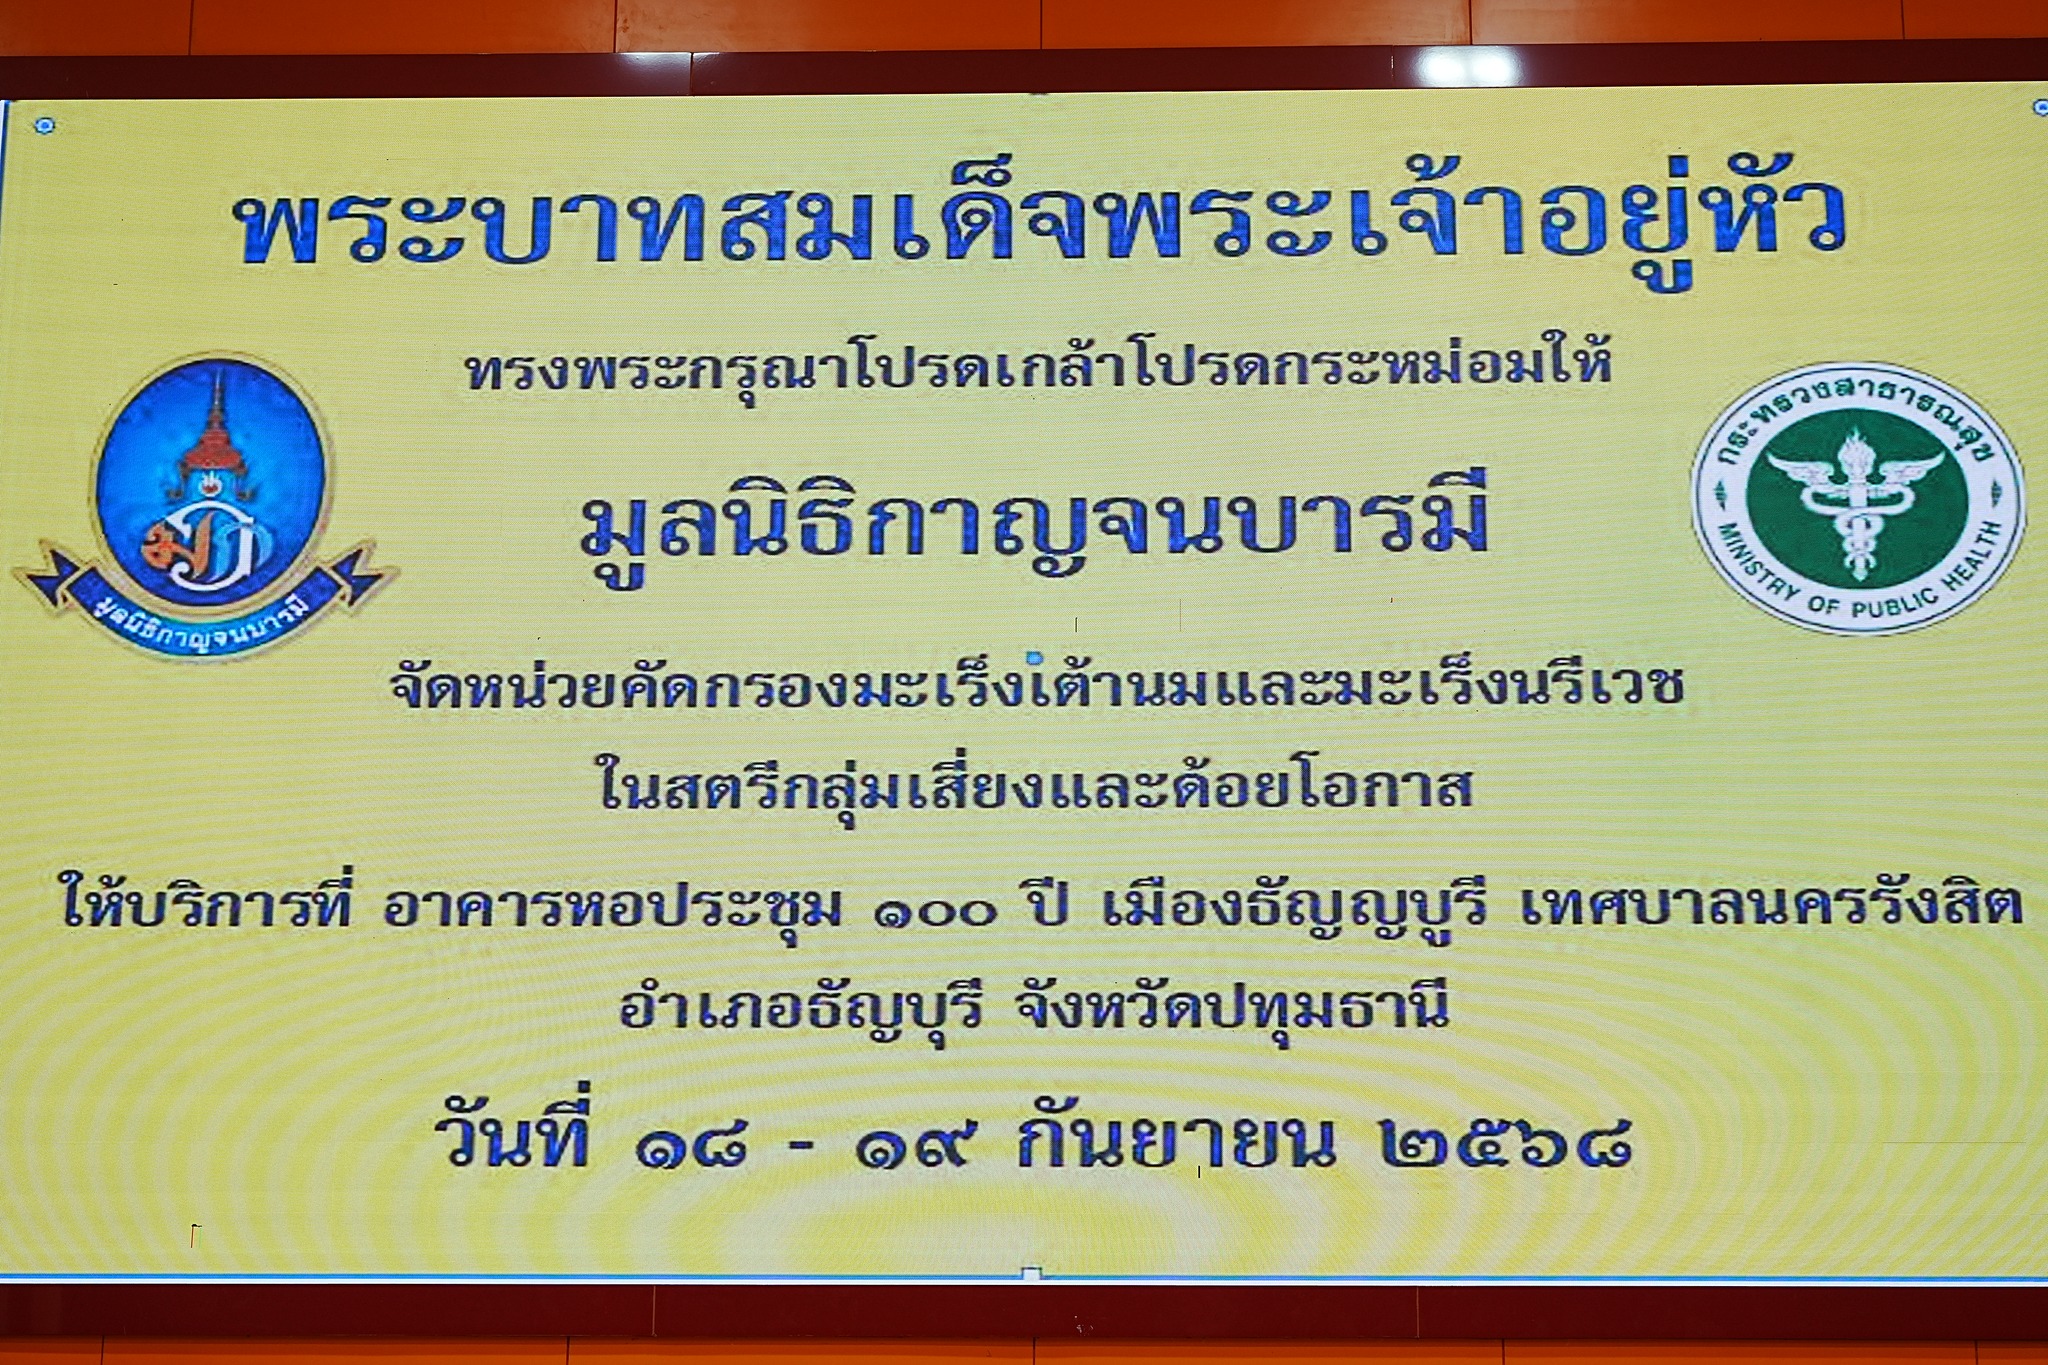 พระบาทสมเด็จพระเจ้าอยู่หัว
ทรงพระกรุณาโปรดเกล้าโปรดกระหม่อมให้
มูลนิธิกาญจนบารมี
มูลนิธิกาญจนบารมี
กระทรวงสาธารณสุข
MINISTRY OF PUBLIC HEALTH
จัดหน่วยคัดกรองมะเร็งเต้านมและมะเร็งนรีเวช
ในสตรีกลุ่มเสี่ยงและด้อยโอกาส
ให้บริการที่ อาคารหอประชุม ๑๐๐ ปี เมืองธัญญบูรี เทศบาลนครรังสิต
อำเภอธัญบุรี จังหวัดปทุมธานี
วันที่ ๑๘ - ๑๙ กันยายน ๒๕๖๘